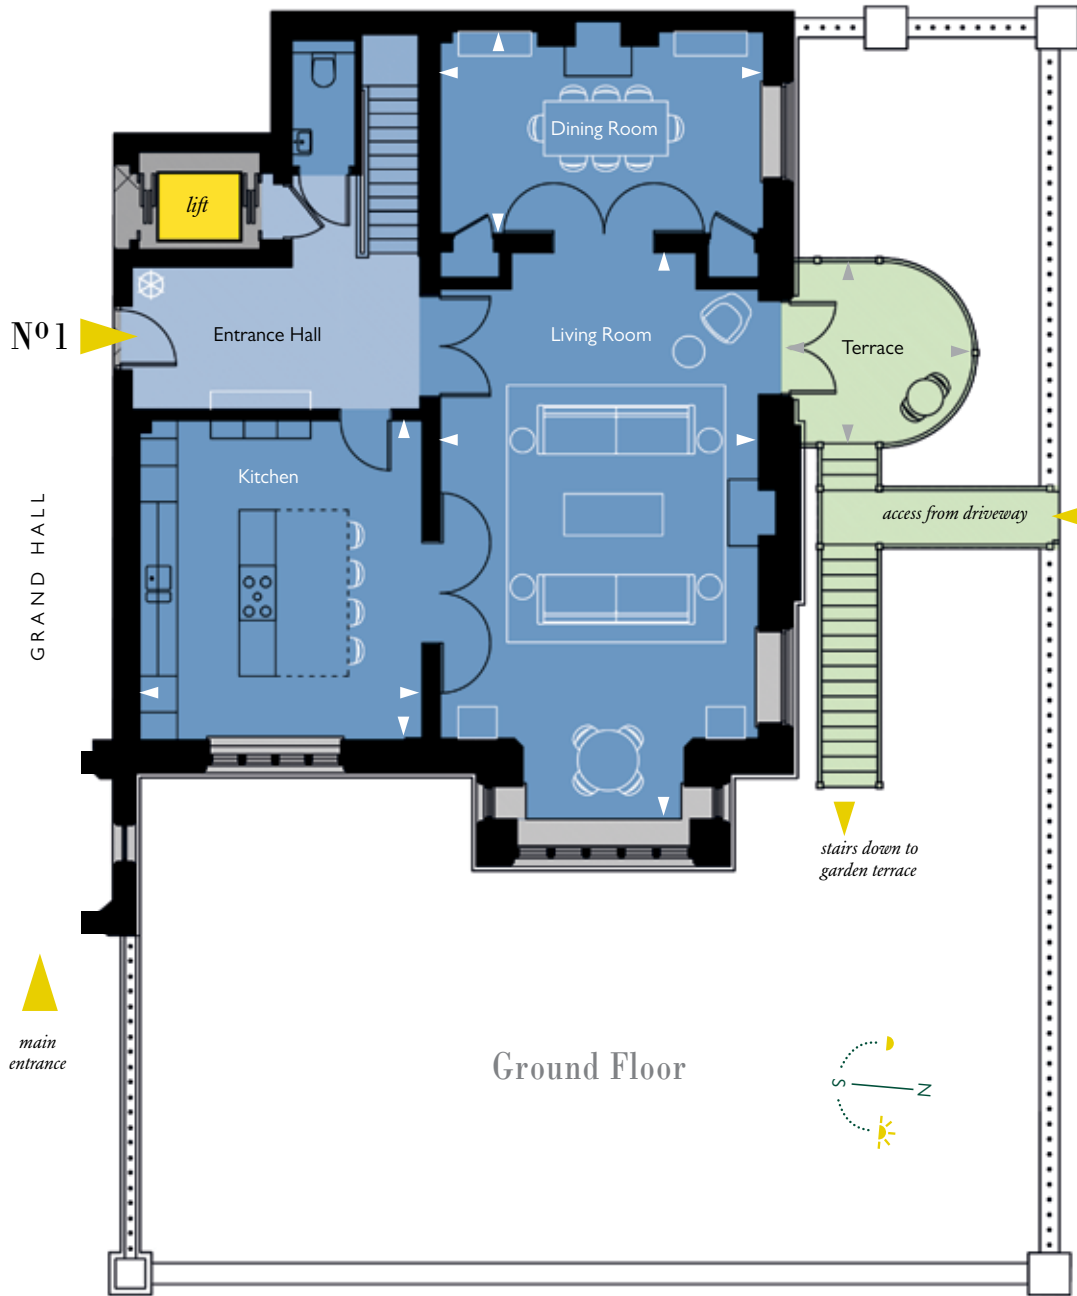 Dining Room
lift
Nº1
Entrance Hall
Living Room
Terrace
Kitchen
GRAND HALL
access from driveway
stairs down to
garden terrace
main
entrance
Ground Floor
S
N